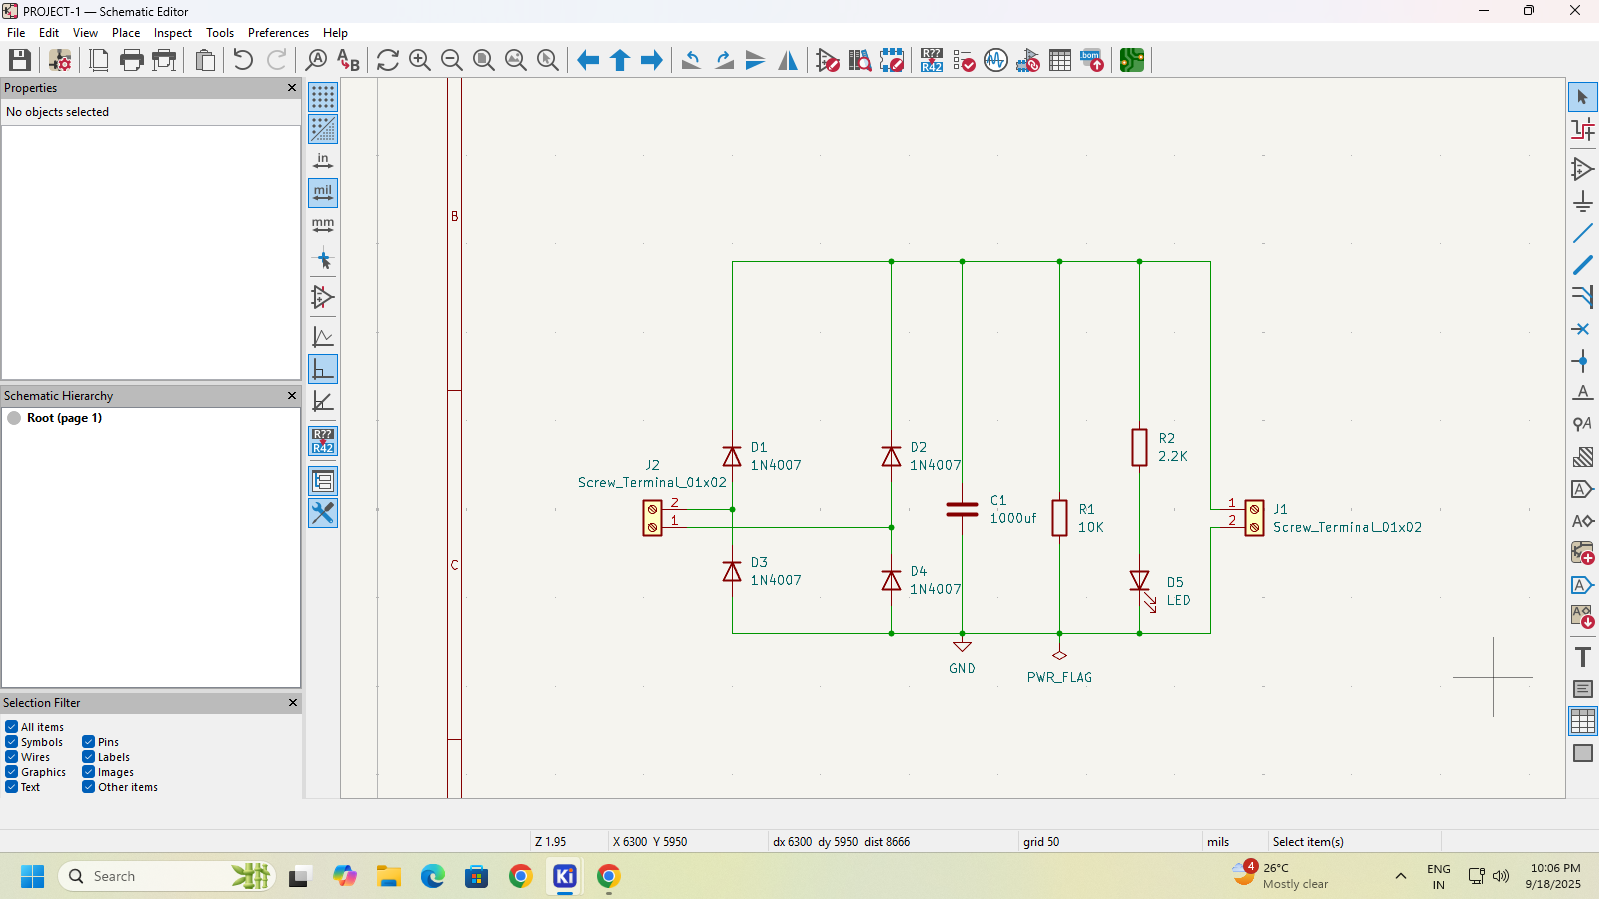 PROJECT-1 — Schematic Editor
File Edit View Place Inspect Tools Preferences Help
A A B R?? R42 bom
Properties
No objects selected
in
mil
mm
R??
R42
Schematic Hierarchy
Root (page 1)
Selection Filter
All items
Symbols Pins
Wires Labels
Graphics Images
Text Other items
B
C
J2
Screw_Terminal_01x02
2
1
D1
1N4007
D2
1N4007
D3
1N4007
D4
1N4007
C1
1000uf
R1
10K
R2
2.2K
D5
LED
1
2
J1
Screw_Terminal_01x02
GND
PWR_FLAG
A
A
A
A
A
A
T
Z 1.95 X 6300 Y 5950 dx 6300 dy 5950 dist 8666 grid 50 mils Select item(s)
Search
Ki
4
26°C
Mostly clear
ENG
IN
10:06 PM
9/18/2025